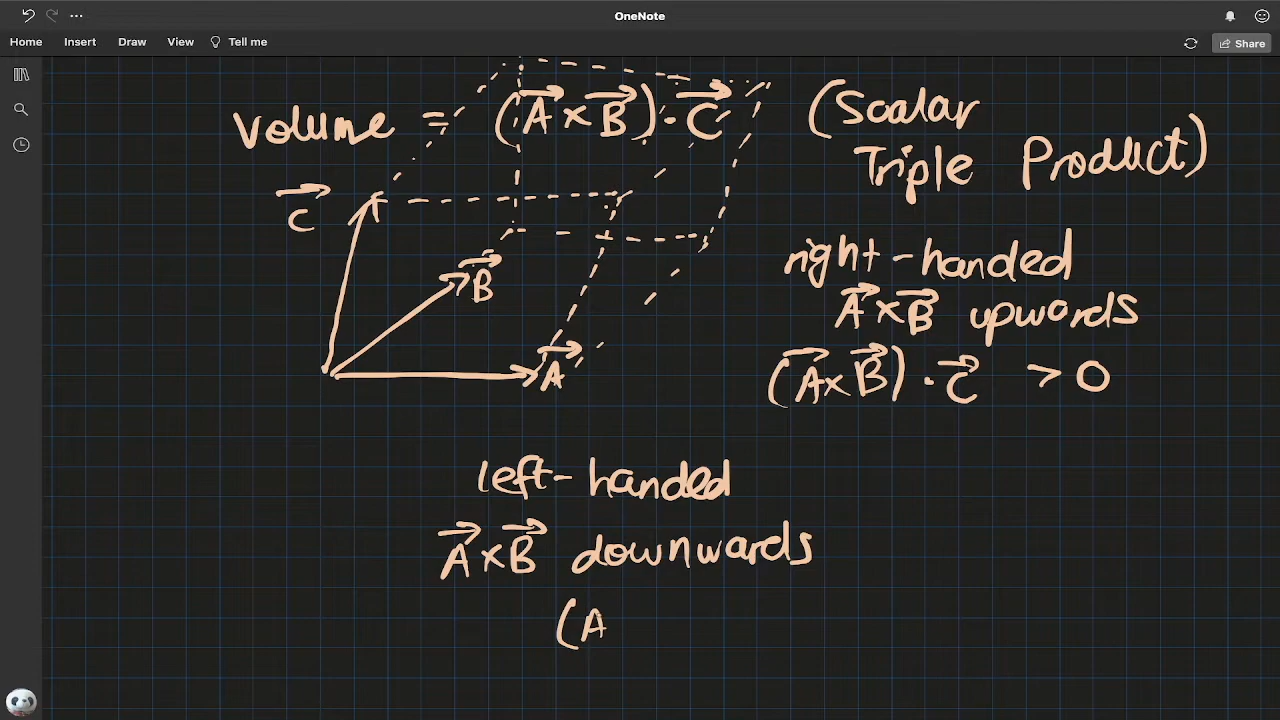 OneNote
Home Insert Draw View Tell me Share
Volume = (A⃗ × B⃗) · C⃗ (Scalar
Triple Product)
C⃗
B⃗
A⃗
right-handed
A⃗ × B⃗ upwards
(A⃗ × B⃗) · C⃗ > 0
left-handed
A⃗ × B⃗ downwards
(A